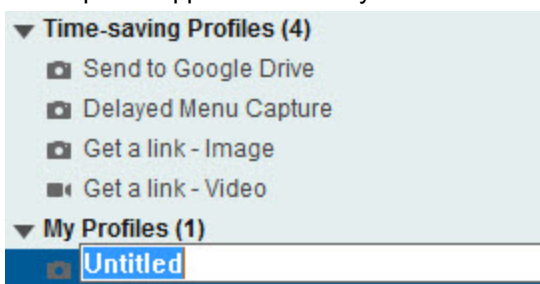 Time-saving Profiles (4)
Send to Google Drive
Delayed Menu Capture
Get a link - Image
Get a link - Video
My Profiles (1)
Untitled